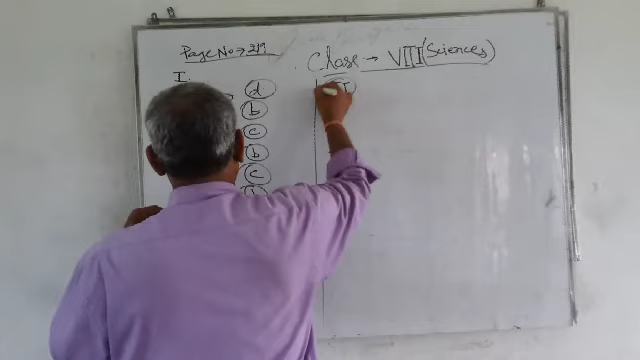 Page No → 219
Class → VIII (Sciences)
I.
d
b
c
b
c